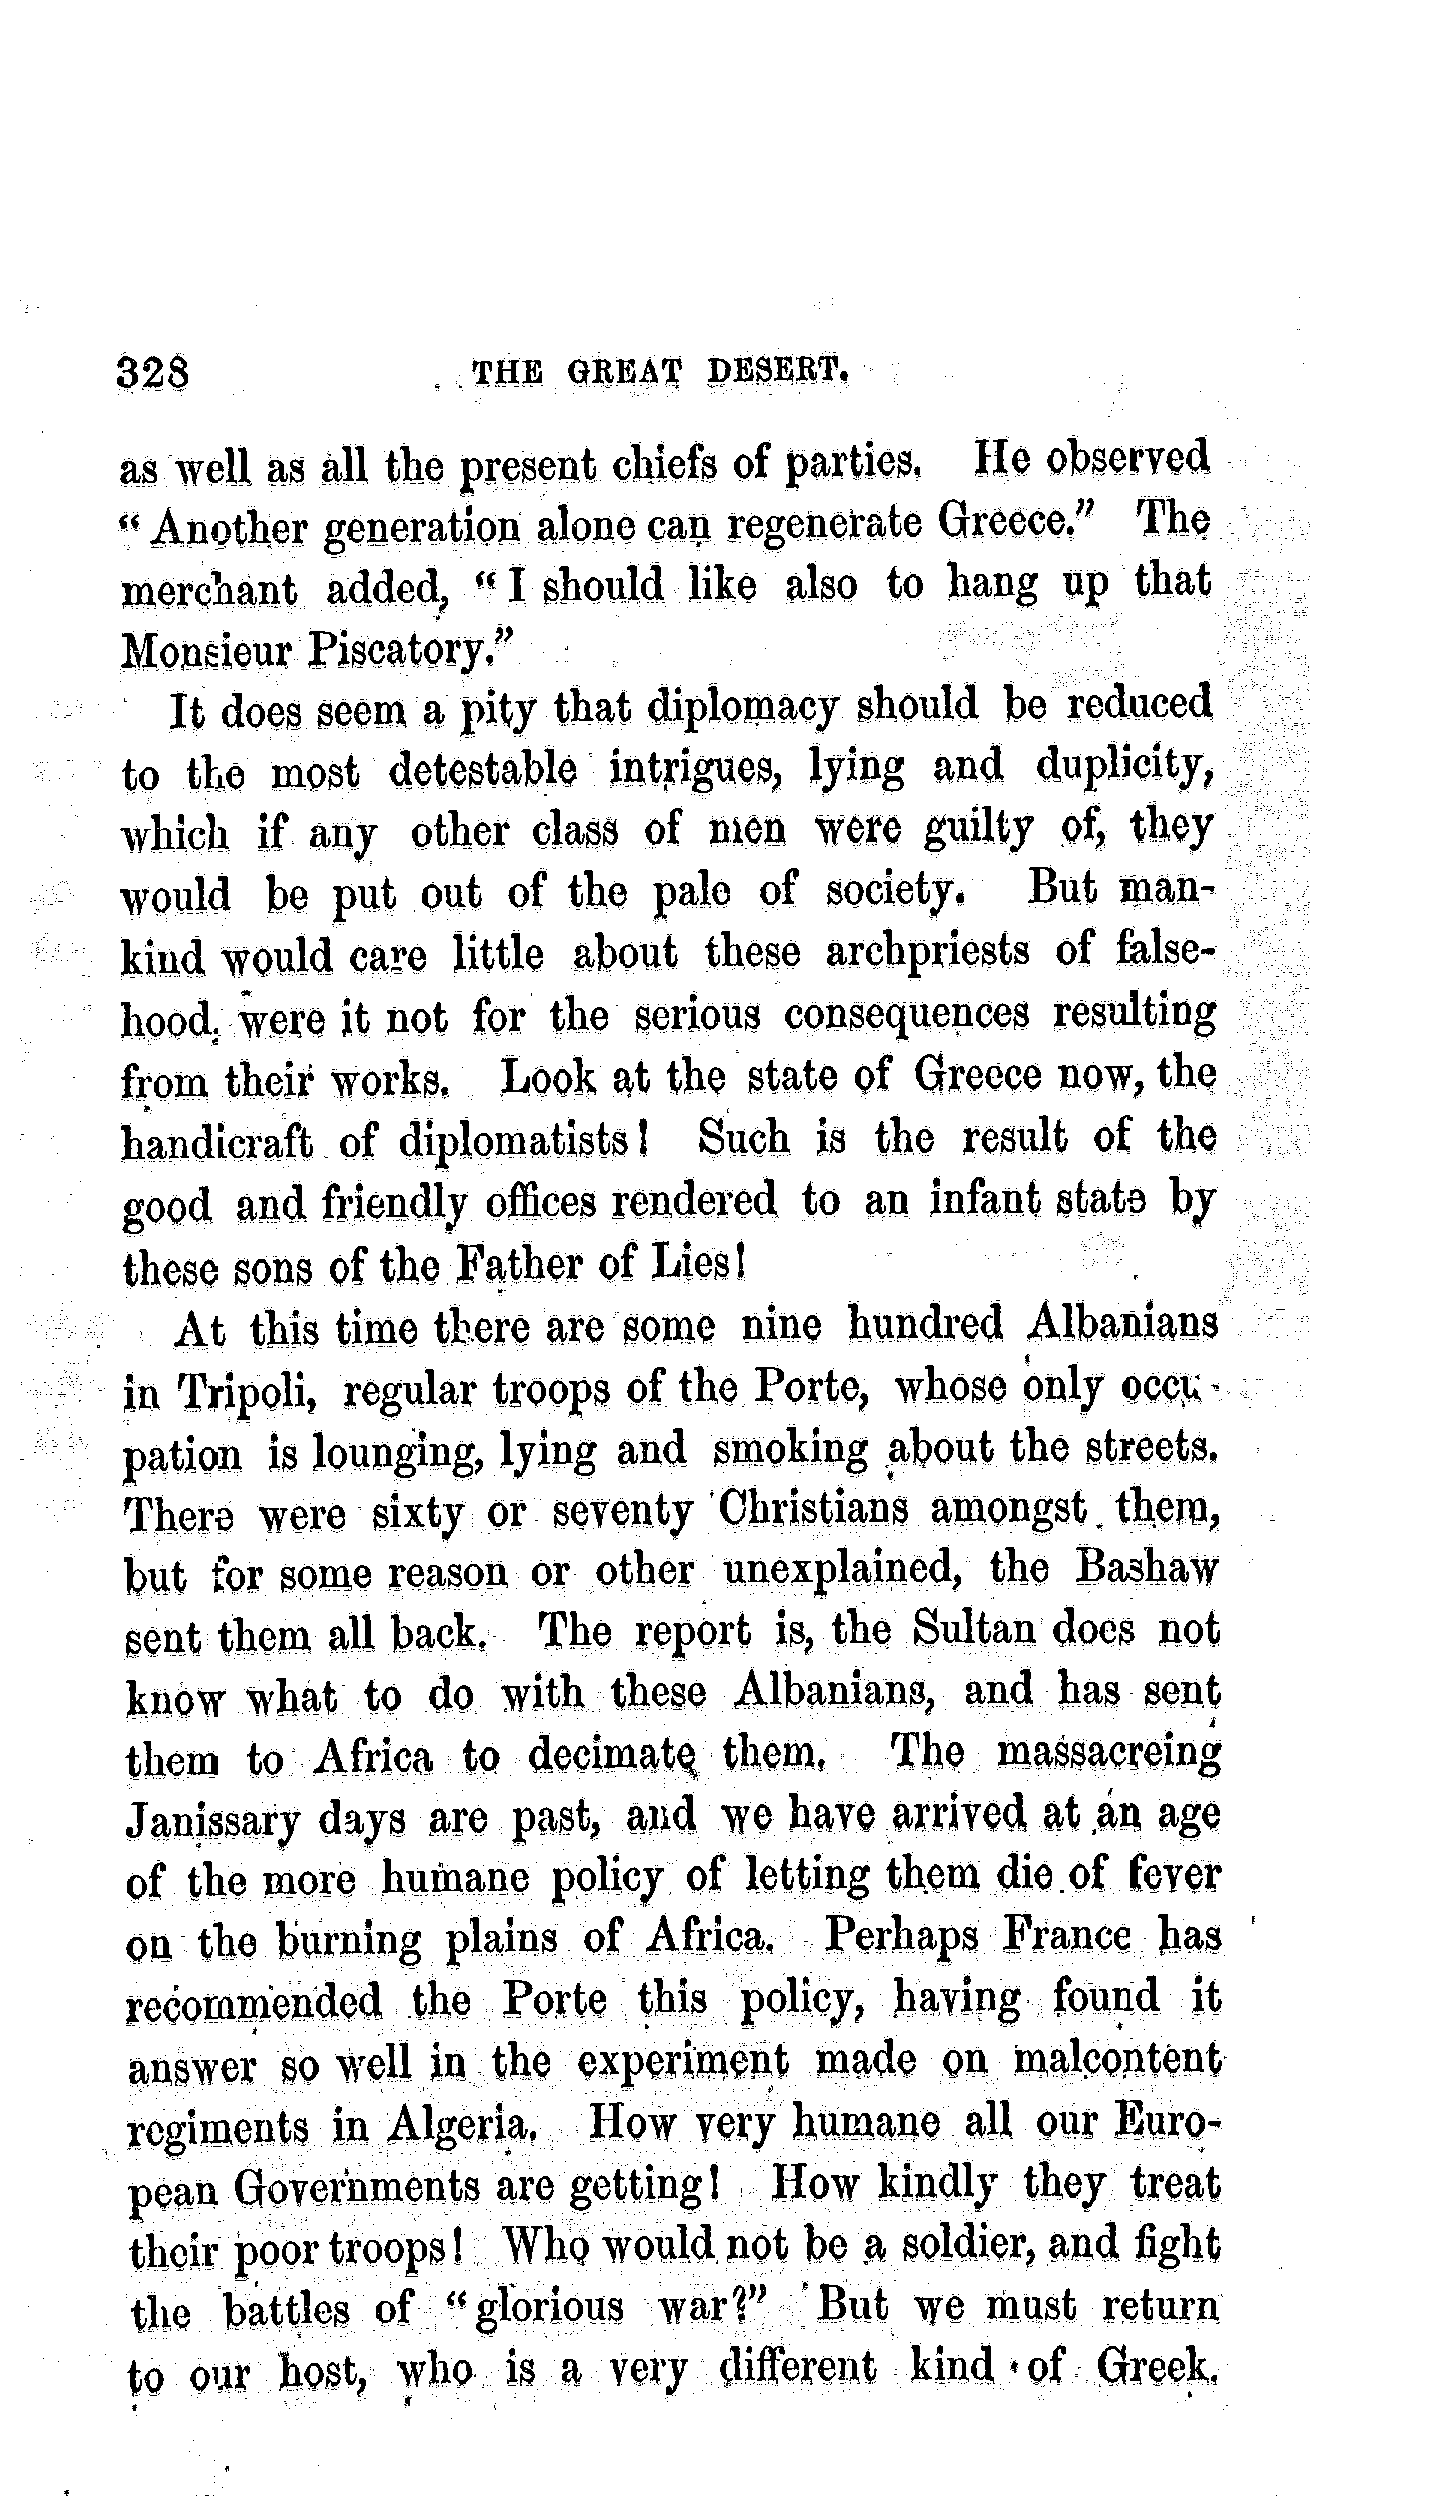 328 THE GREAT DESERT.
as well as all the present chiefs of parties. He observed
“Another generation alone can regenerate Greece.” The
merchant added, “I should like also to hang up that
Monsieur Piscatory.”
It does seem a pity that diplomacy should be reduced
to the most detestable intrigues, lying and duplicity,
which if any other class of men were guilty of, they
would be put out of the pale of society. But man-
kind would care little about these archpriests of false-
hood, were it not for the serious consequences resulting
from their works. Look at the state of Greece now, the
handicraft of diplomatists! Such is the result of the
good and friendly offices rendered to an infant state by
these sons of the Father of Lies!
At this time there are some nine hundred Albanians
in Tripoli, regular troops of the Porte, whose only occu-
pation is lounging, lying and smoking about the streets.
There were sixty or seventy Christians amongst them,
but for some reason or other unexplained, the Bashaw
sent them all back. The report is, the Sultan does not
know what to do with these Albanians, and has sent
them to Africa to decimate them. The massacreing
Janissary days are past, and we have arrived at an age
of the more humane policy of letting them die of fever
on the burning plains of Africa. Perhaps France has
recommended the Porte this policy, having found it
answer so well in the experiment made on malcontent
regiments in Algeria. How very humane all our Euro-
pean Governments are getting! How kindly they treat
their poor troops! Who would not be a soldier, and fight
the battles of “glorious war?” But we must return
to our host, who is a very different kind of Greek.